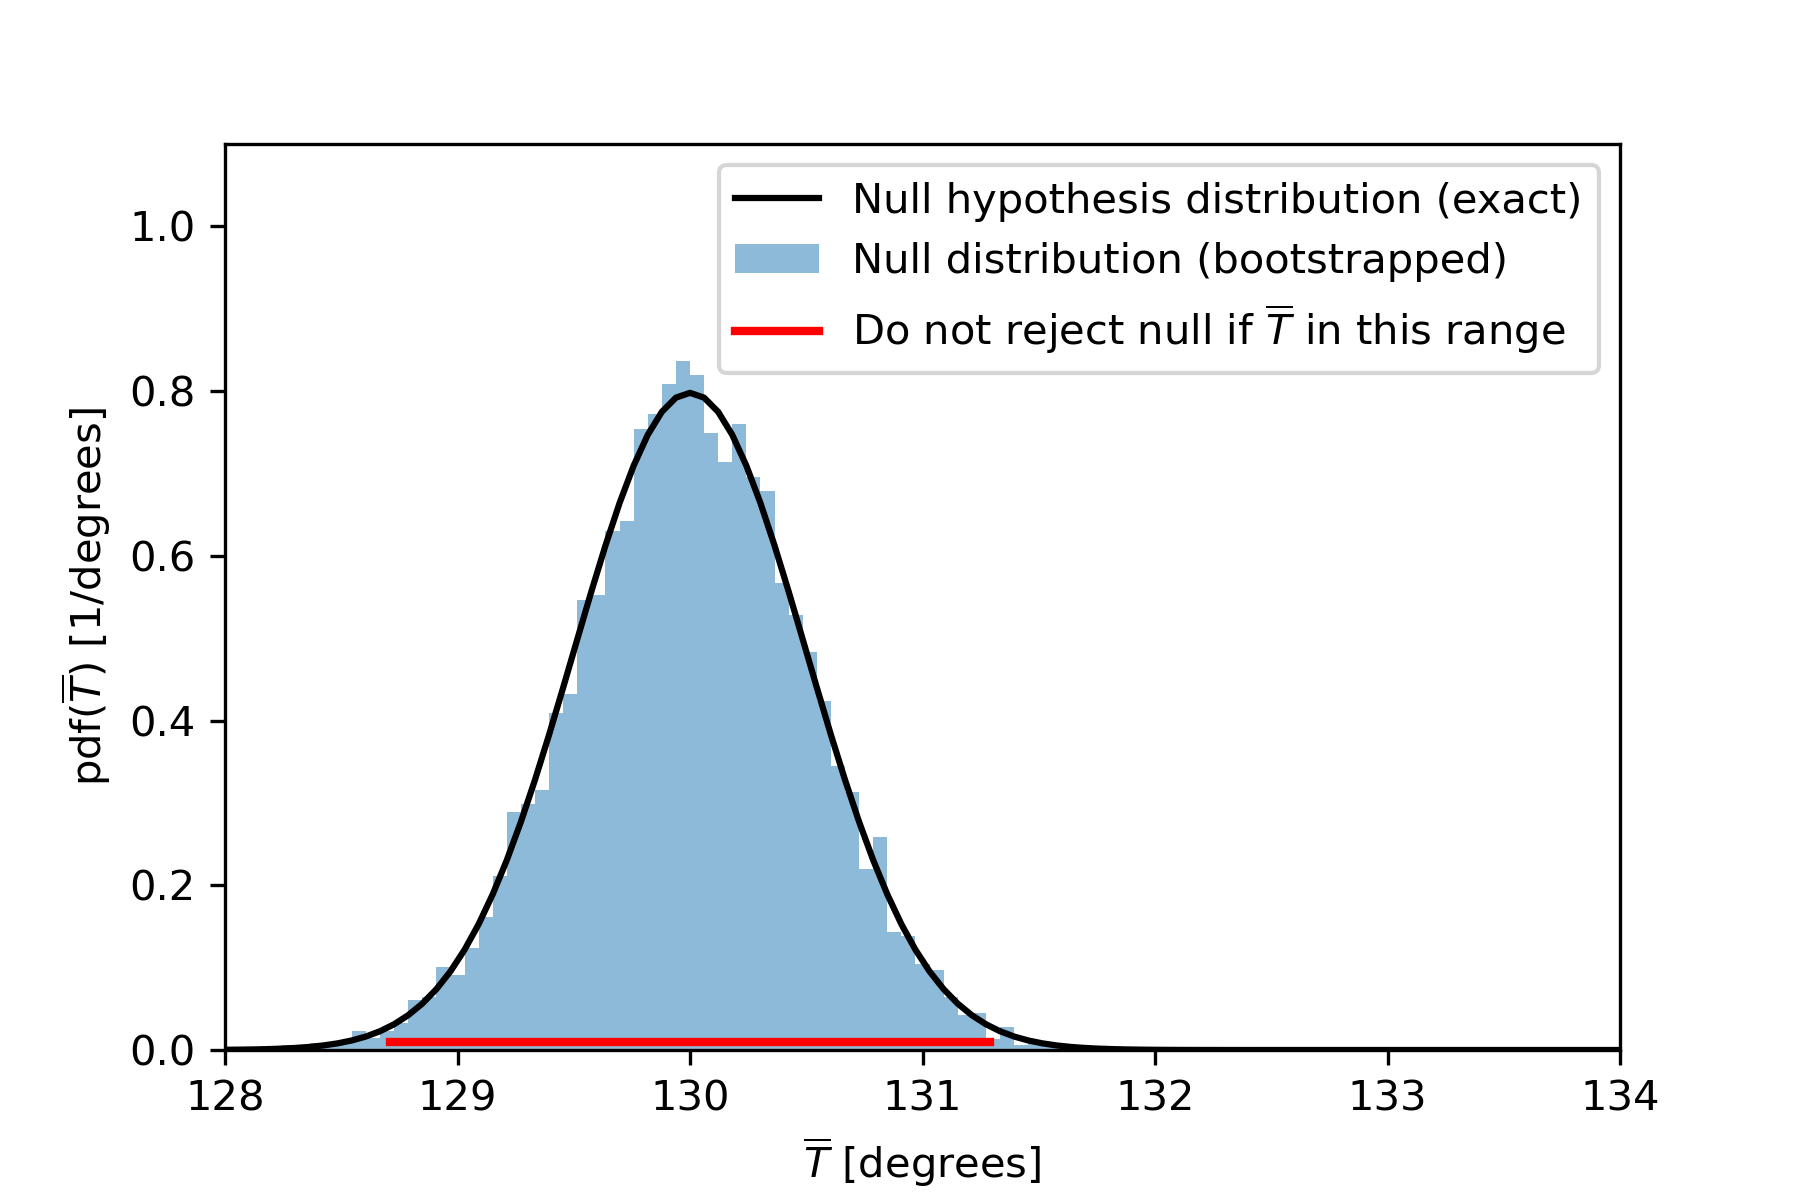 Null hypothesis distribution (exact)
Null distribution (bootstrapped)
Do not reject null if T̅ in this range
1.0
0.8
0.6
0.4
0.2
0.0
pdf(T̅) [1/degrees]
128 129 130 131 132 133 134
T̅ [degrees]